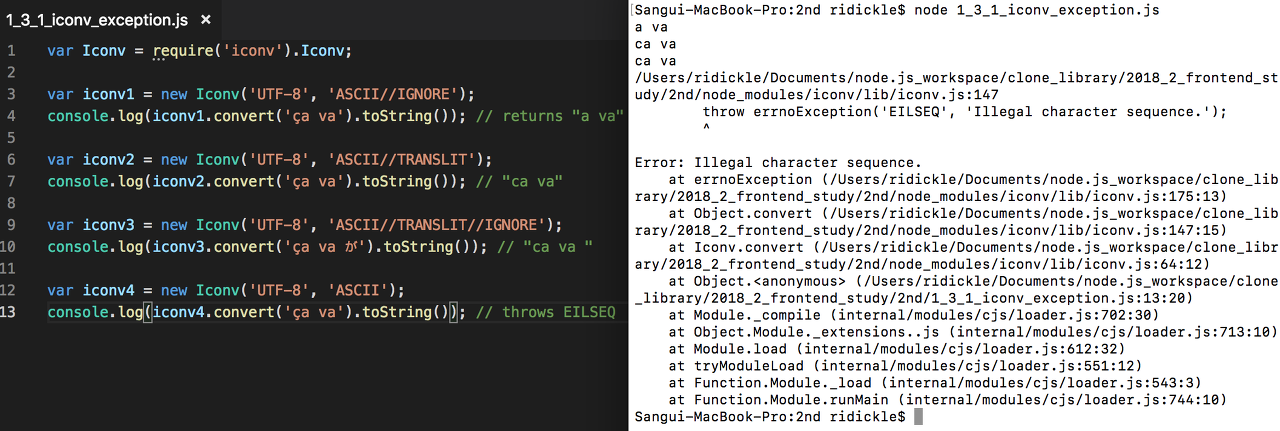 1_3_1_iconv_exception.js ×
1 var Iconv = require('iconv').Iconv;
2
3 var iconv1 = new Iconv('UTF-8', 'ASCII//IGNORE');
4 console.log(iconv1.convert('ça va').toString()); // returns "a va"
5
6 var iconv2 = new Iconv('UTF-8', 'ASCII//TRANSLIT');
7 console.log(iconv2.convert('ça va').toString()); // "ca va"
8
9 var iconv3 = new Iconv('UTF-8', 'ASCII//TRANSLIT//IGNORE');
10 console.log(iconv3.convert('ça va が').toString()); // "ca va "
11
12 var iconv4 = new Iconv('UTF-8', 'ASCII');
13 console.log(iconv4.convert('ça va').toString()); // throws EILSEQ
[Sangui-MacBook-Pro:2nd ridickle$ node 1_3_1_iconv_exception.js
a va
ca va
ca va
/Users/ridickle/Documents/node.js_workspace/clone_library/2018_2_frontend_st
udy/2nd/node_modules/iconv/lib/iconv.js:147
throw errnoException('EILSEQ', 'Illegal character sequence.');
^
Error: Illegal character sequence.
at errnoException (/Users/ridickle/Documents/node.js_workspace/clone_lib
rary/2018_2_frontend_study/2nd/node_modules/iconv/lib/iconv.js:175:13)
at Object.convert (/Users/ridickle/Documents/node.js_workspace/clone_lib
rary/2018_2_frontend_study/2nd/node_modules/iconv/lib/iconv.js:147:15)
at Iconv.convert (/Users/ridickle/Documents/node.js_workspace/clone_libr
ary/2018_2_frontend_study/2nd/node_modules/iconv/lib/iconv.js:64:12)
at Object.<anonymous> (/Users/ridickle/Documents/node.js_workspace/clone
_library/2018_2_frontend_study/2nd/1_3_1_iconv_exception.js:13:20)
at Module._compile (internal/modules/cjs/loader.js:702:30)
at Object.Module._extensions..js (internal/modules/cjs/loader.js:713:10)
at Module.load (internal/modules/cjs/loader.js:612:32)
at tryModuleLoad (internal/modules/cjs/loader.js:551:12)
at Function.Module._load (internal/modules/cjs/loader.js:543:3)
at Function.Module.runMain (internal/modules/cjs/loader.js:744:10)
Sangui-MacBook-Pro:2nd ridickle$